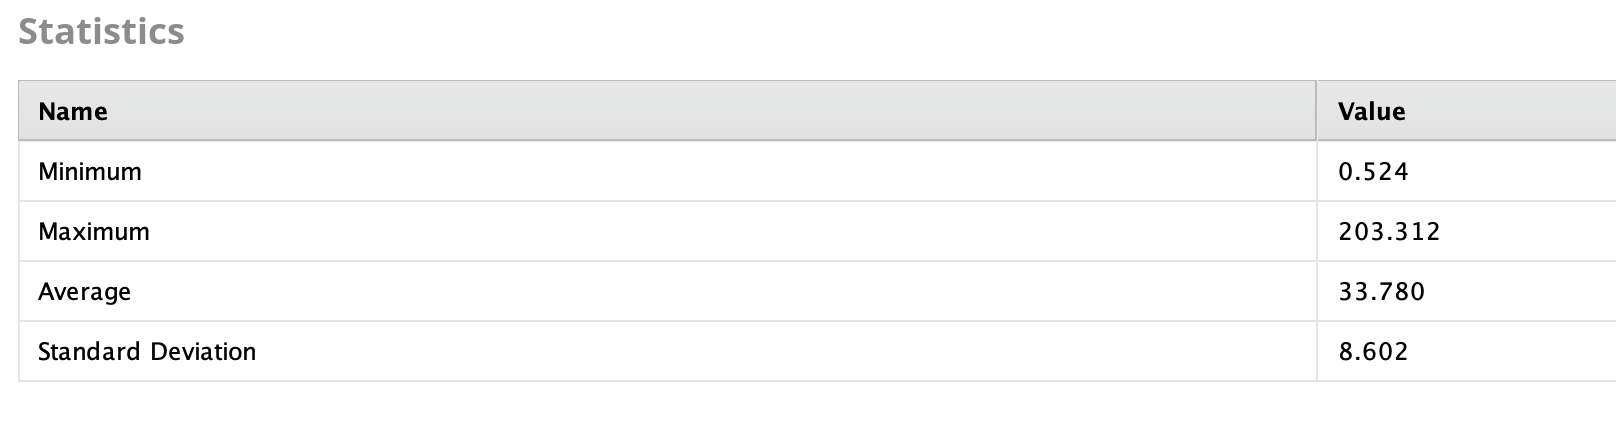 Statistics
Name Value
Minimum 0.524
Maximum 203.312
Average 33.780
Standard Deviation 8.602